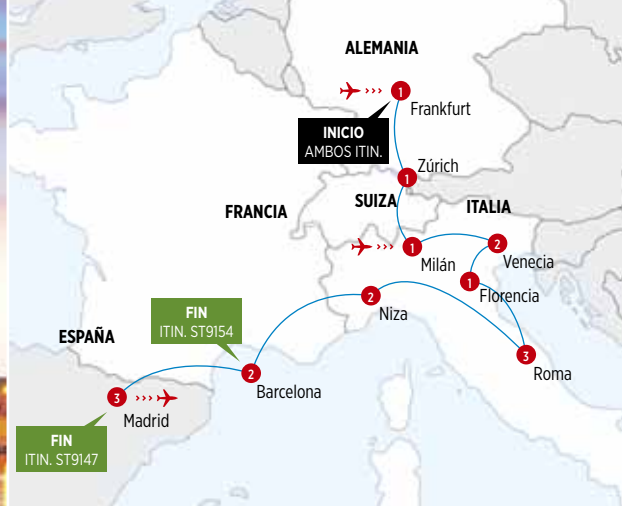 ALEMANIA
1
Frankfurt
INICIO
AMBOS ITIN.
1
Zúrich
SUIZA
FRANCIA
ITALIA
1
Milán
2
Venecia
1
Florencia
2
Niza
3
Roma
FIN
ITIN. ST9154
ESPAÑA
2
Barcelona
3
Madrid
FIN
ITIN. ST9147